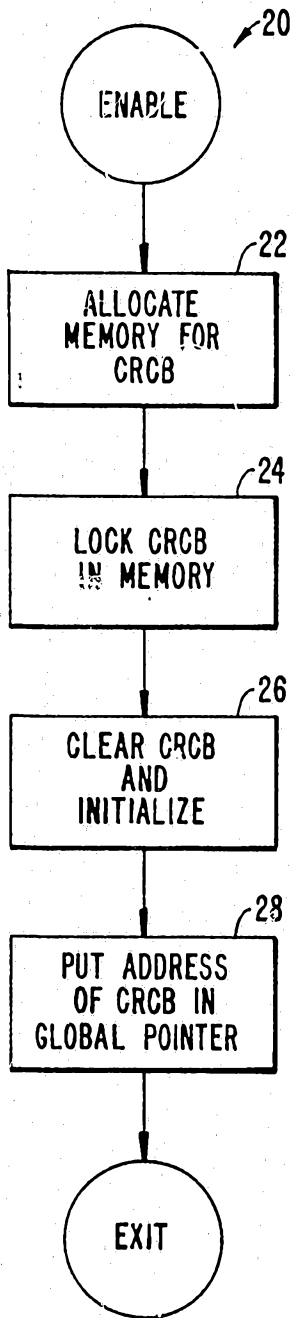 20
ENABLE
22
ALLOCATE
MEMORY FOR
CRCB
24
LOCK CRCB
IN MEMORY
26
CLEAR CRCB
AND
INITIALIZE
28
PUT ADDRESS
OF CRCB IN
GLOBAL POINTER
EXIT